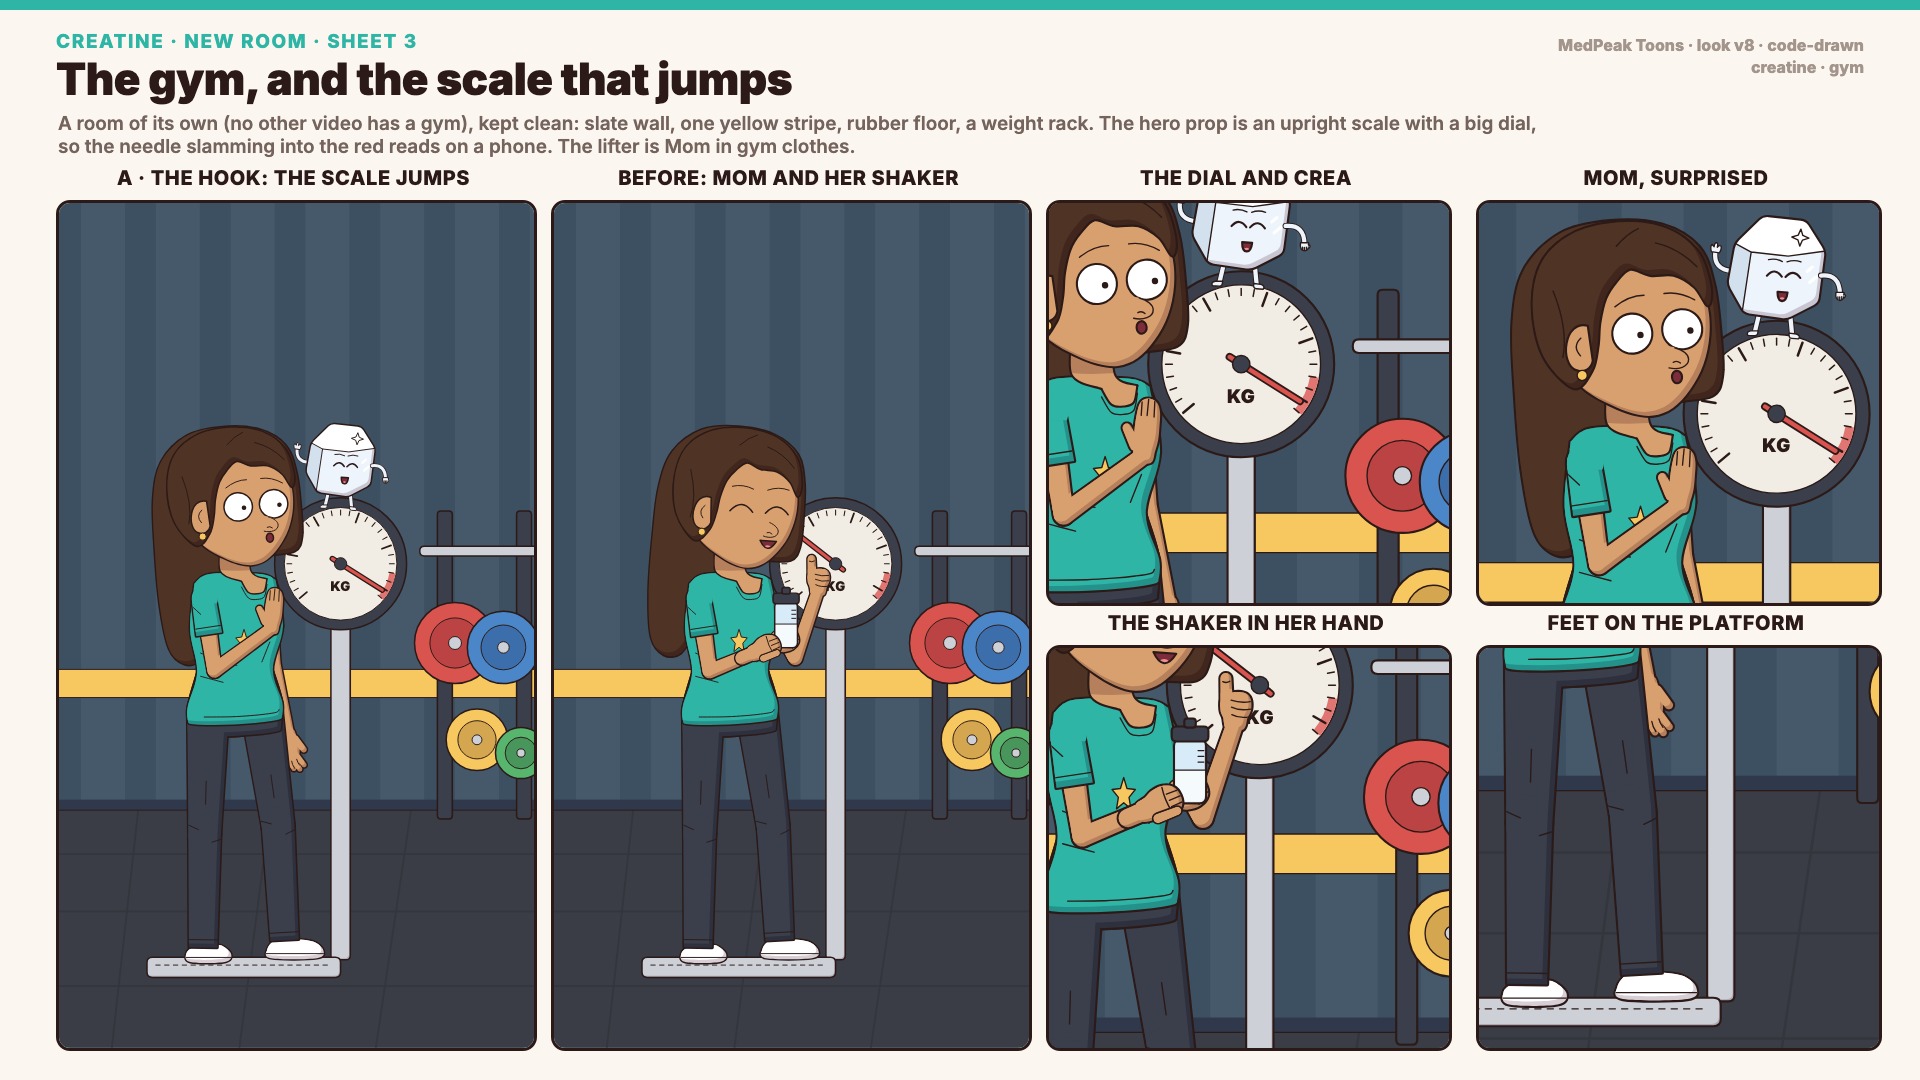 CREATINE · NEW ROOM · SHEET 3
MedPeak Toons · look v8 · code-drawn
creatine · gym
The gym, and the scale that jumps
A room of its own (no other video has a gym), kept clean: slate wall, one yellow stripe, rubber floor, a weight rack. The hero prop is an upright scale with a big dial,
so the needle slamming into the red reads on a phone. The lifter is Mom in gym clothes.
A · THE HOOK: THE SCALE JUMPS
KG
BEFORE: MOM AND HER SHAKER
KG
THE DIAL AND CREA
KG
MOM, SURPRISED
KG
THE SHAKER IN HER HAND
KG
FEET ON THE PLATFORM